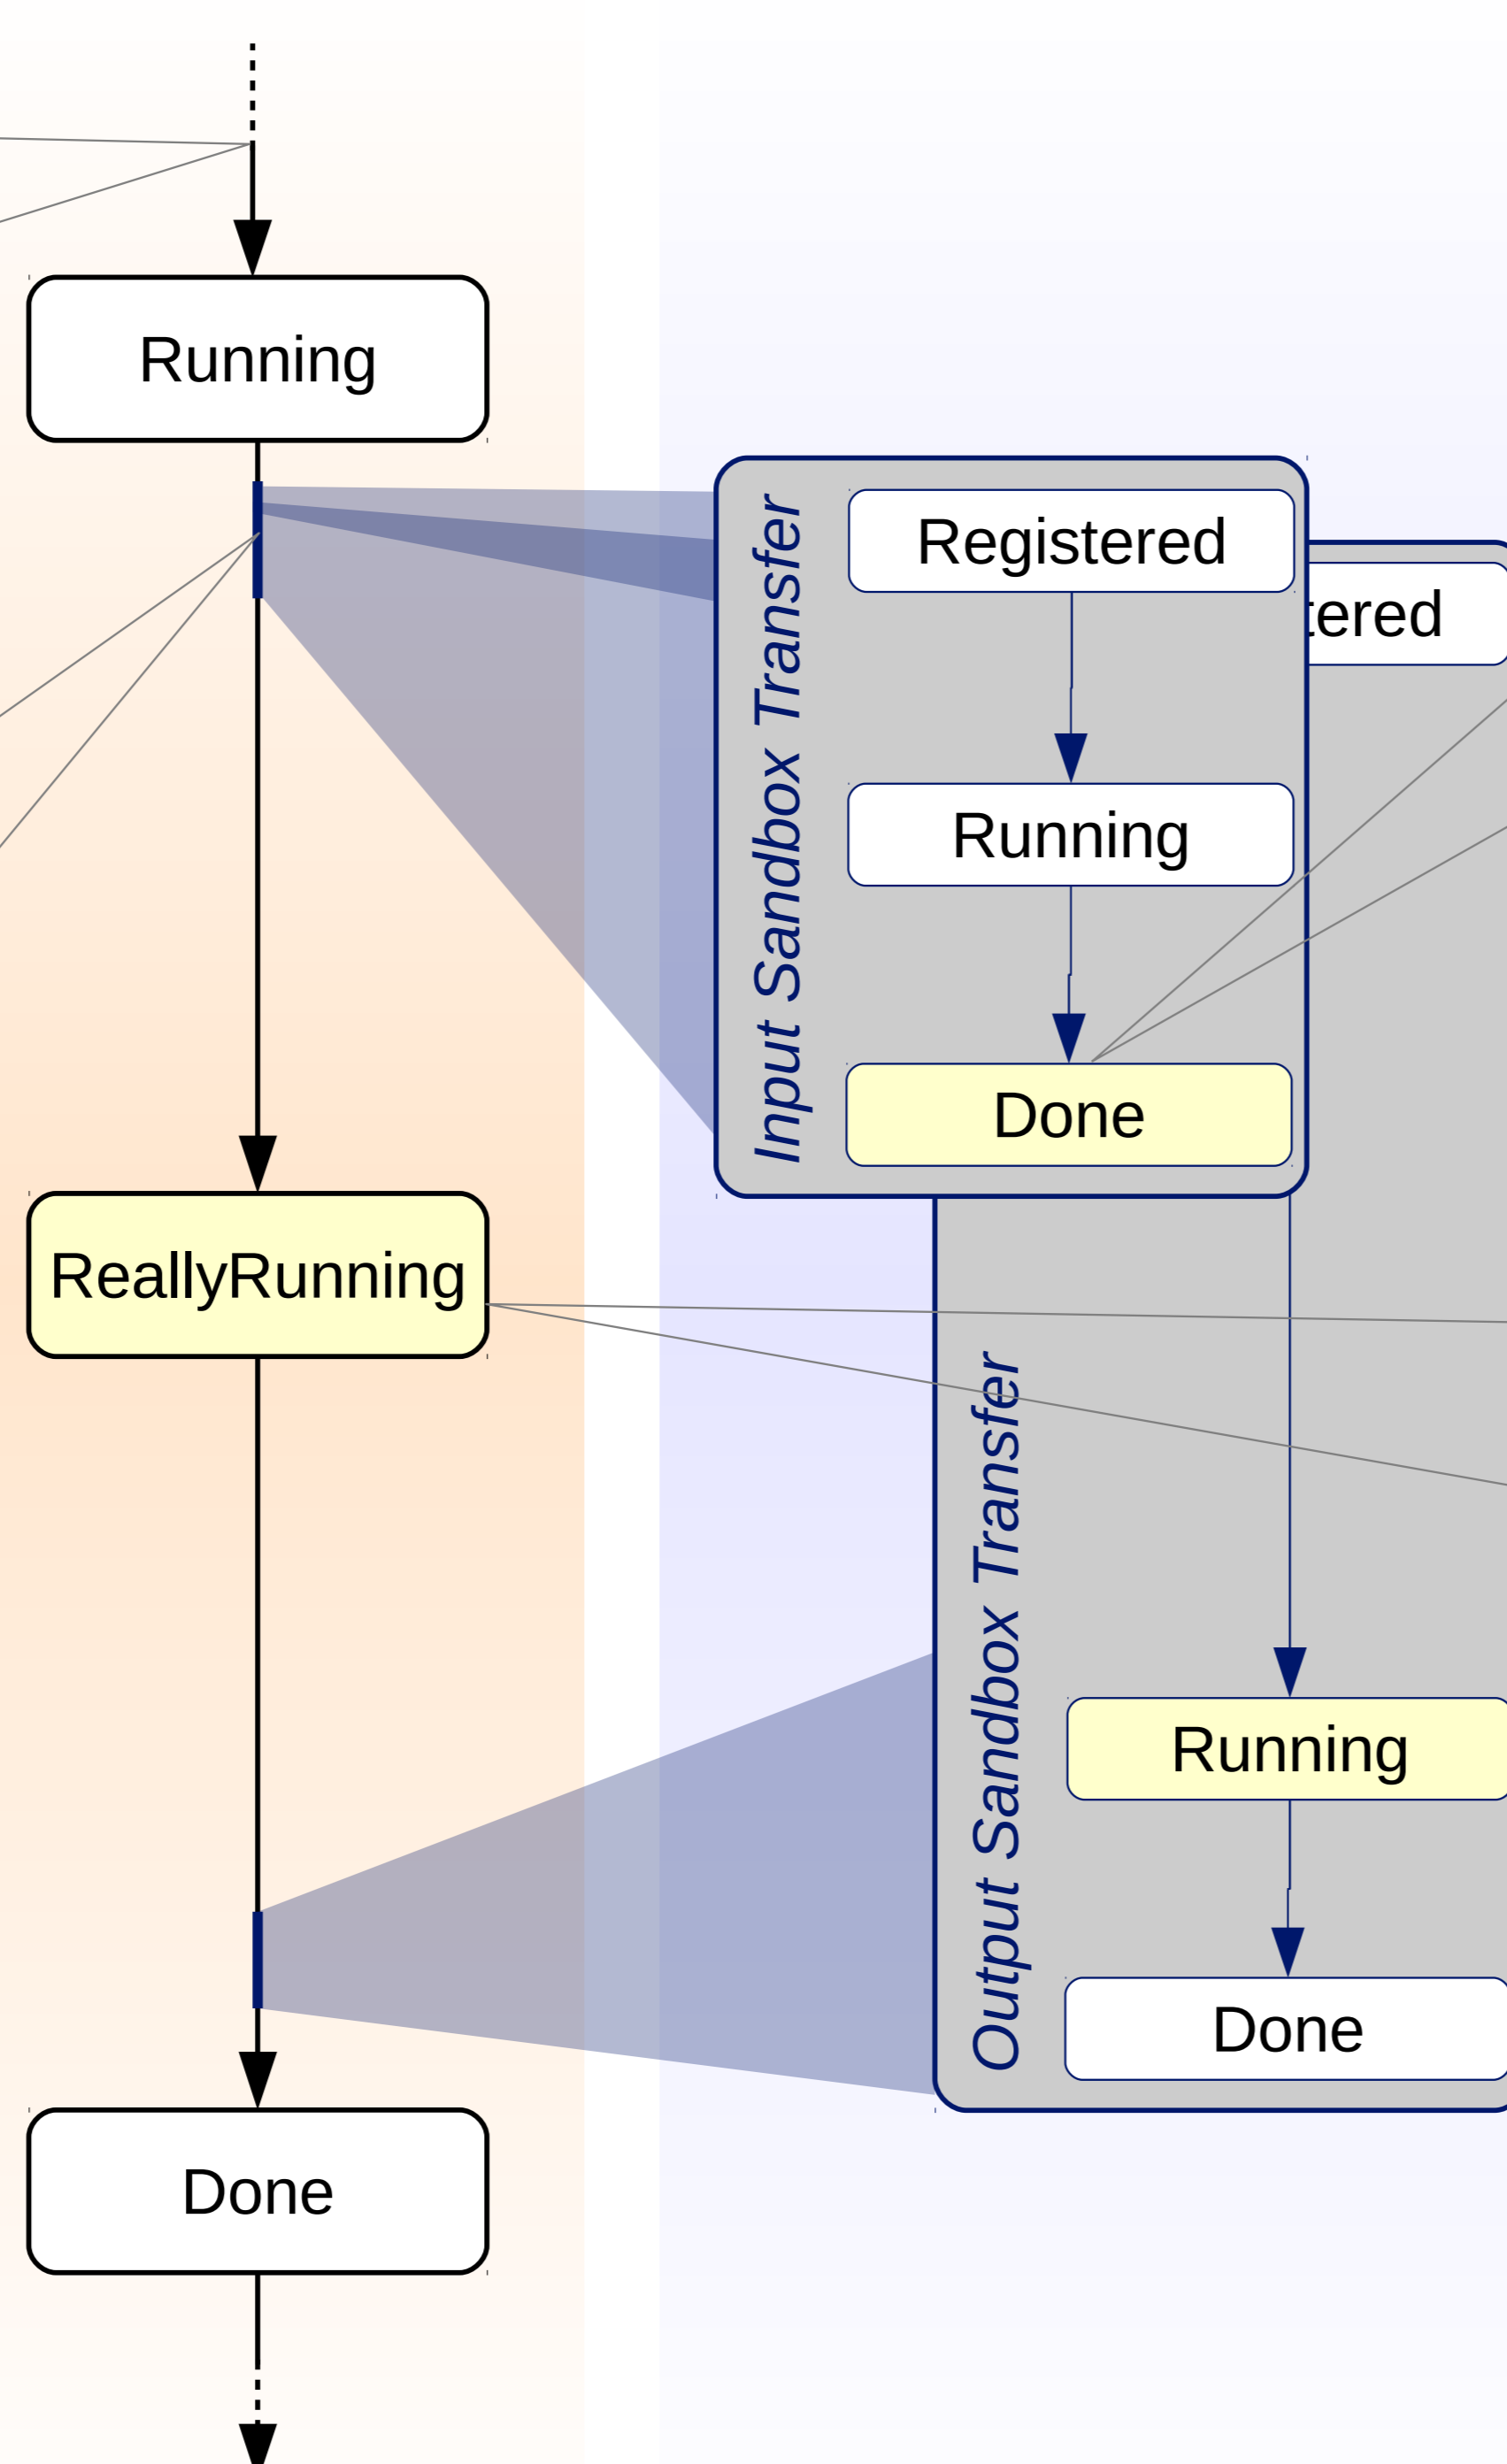 Running
ReallyRunning
Done
Input Sandbox Transfer
Registered
Running
Done
tered
Output Sandbox Transfer
Running
Done